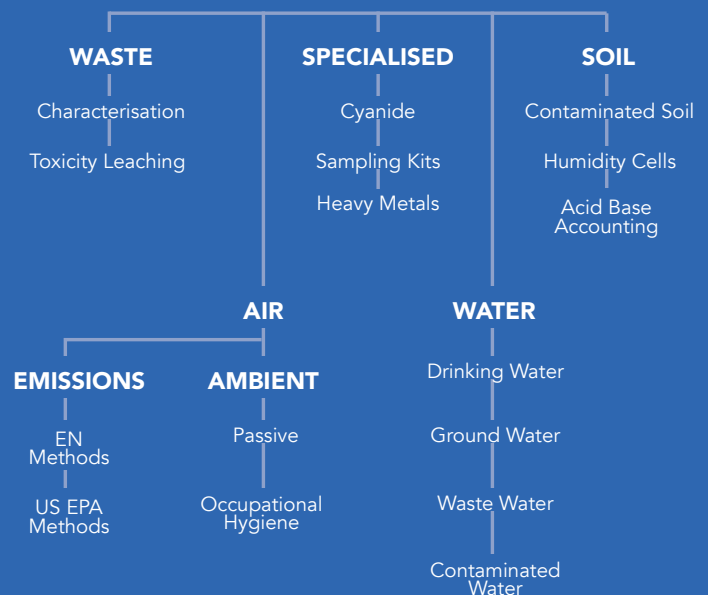 WASTE
Characterisation
Toxicity Leaching
SPECIALISED
Cyanide
Sampling Kits
Heavy Metals
SOIL
Contaminated Soil
Humidity Cells
Acid Base
Accounting
AIR
EMISSIONS
EN
Methods
US EPA
Methods
AMBIENT
Passive
Occupational
Hygiene
WATER
Drinking Water
Ground Water
Waste Water
Contaminated
Water